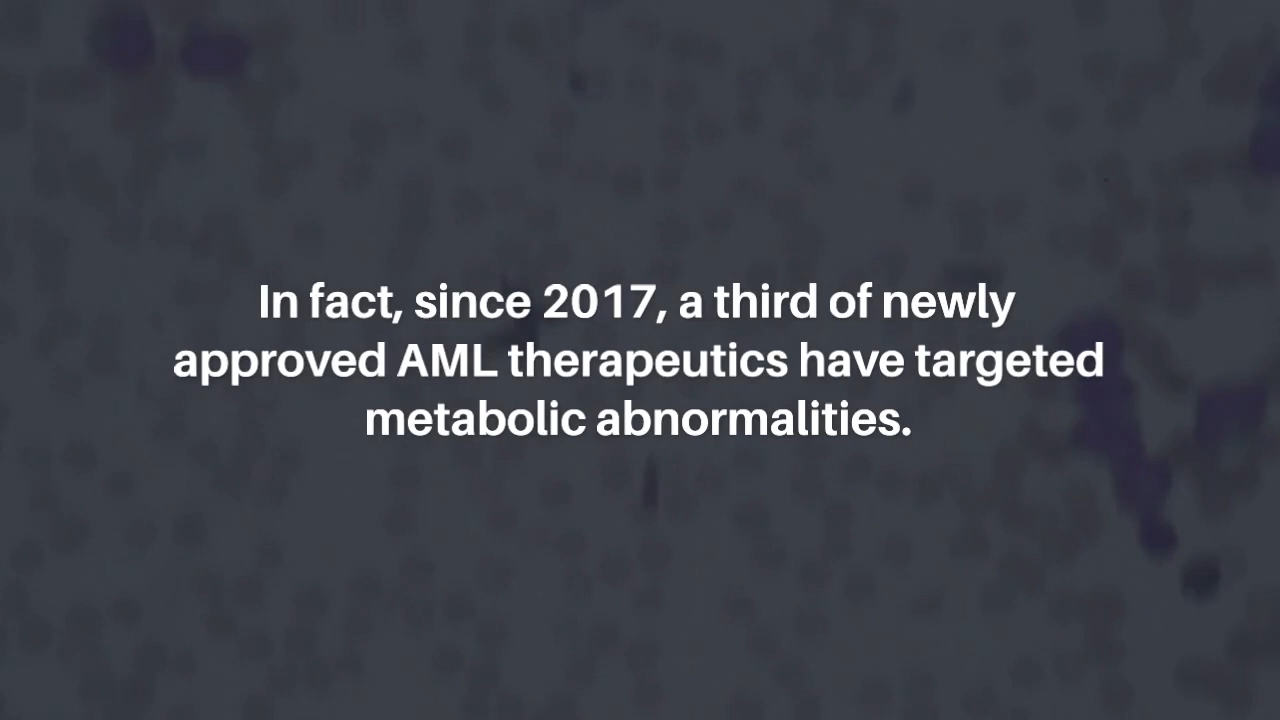 In fact, since 2017, a third of newly
approved AML therapeutics have targeted
metabolic abnormalities.